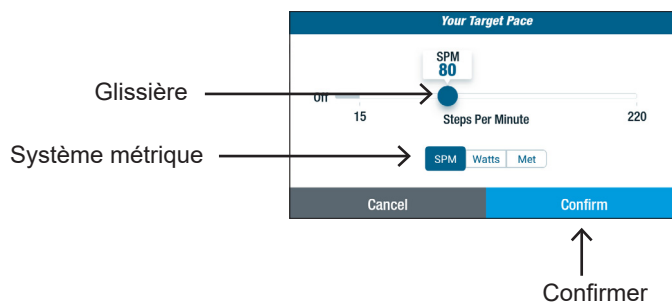 Your Target Pace
SPM
80
Glissière
Off
15
Steps Per Minute
220
Système métrique
SPM Watts Met
Cancel Confirm
Confirmer